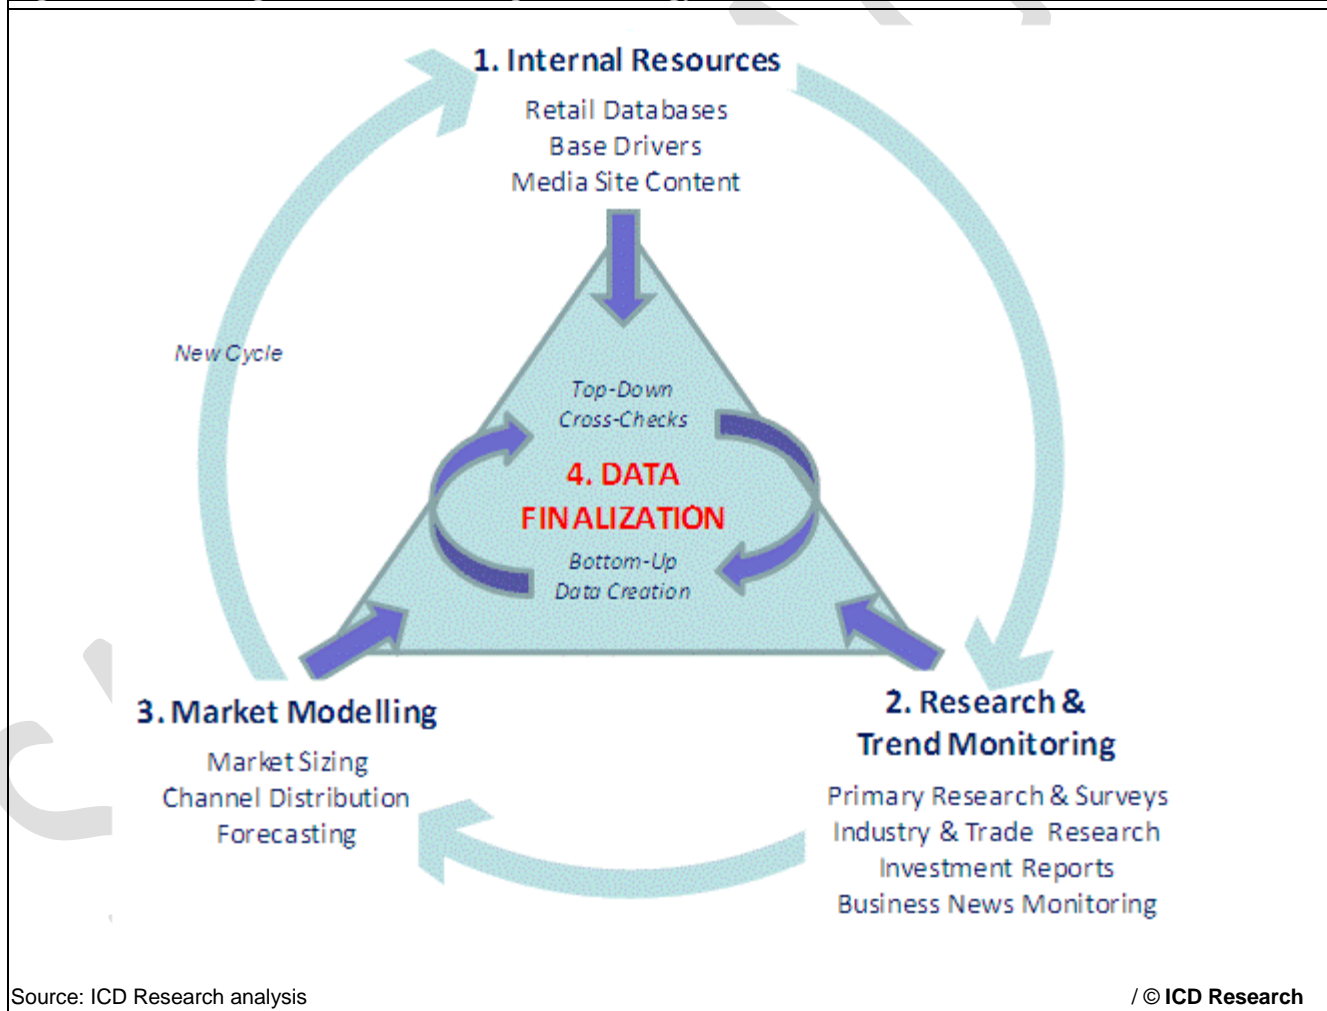 1. Internal Resources
Retail Databases
Base Drivers
Media Site Content
New Cycle
Top-Down
Cross-Checks
4. DATA
FINALIZATION
Bottom-Up
Data Creation
3. Market Modelling
Market Sizing
Channel Distribution
Forecasting
2. Research &
Trend Monitoring
Primary Research & Surveys
Industry & Trade Research
Investment Reports
Business News Monitoring
Source: ICD Research analysis
/ © ICD Research